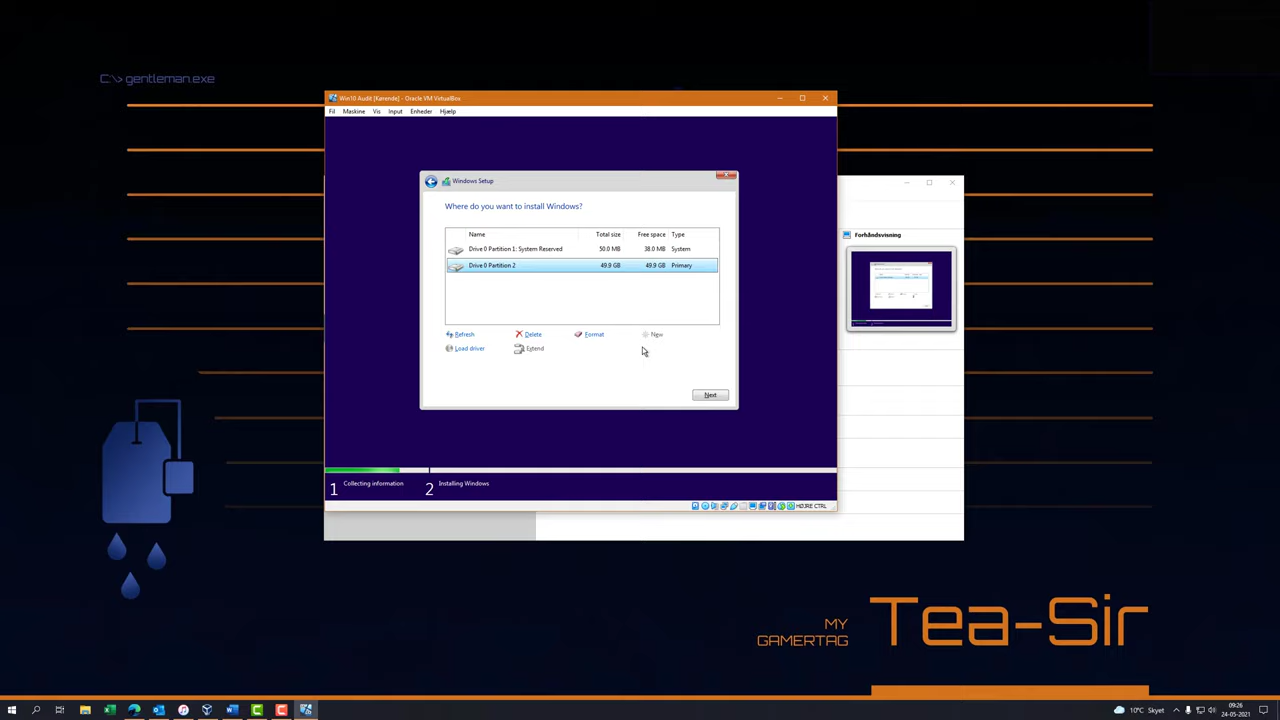 C:\> gentleman.exe
Win10 Audit [Kørende] - Oracle VM VirtualBox
Fil Maskine Vis Input Enheder Hjælp
Windows Setup
Where do you want to install Windows?
Name Total size Free space Type
Drive 0 Partition 1: System Reserved 50.0 MB 38.0 MB System
Drive 0 Partition 2 49.9 GB 49.9 GB Primary
Refresh Delete Format New
Load driver Extend
Next
1 Collecting information 2 Installing Windows
HØJRE CTRL
Forhåndsvisning
MY
GAMERTAG
Tea-Sir
10°C Skyet
09:26
24-05-2021